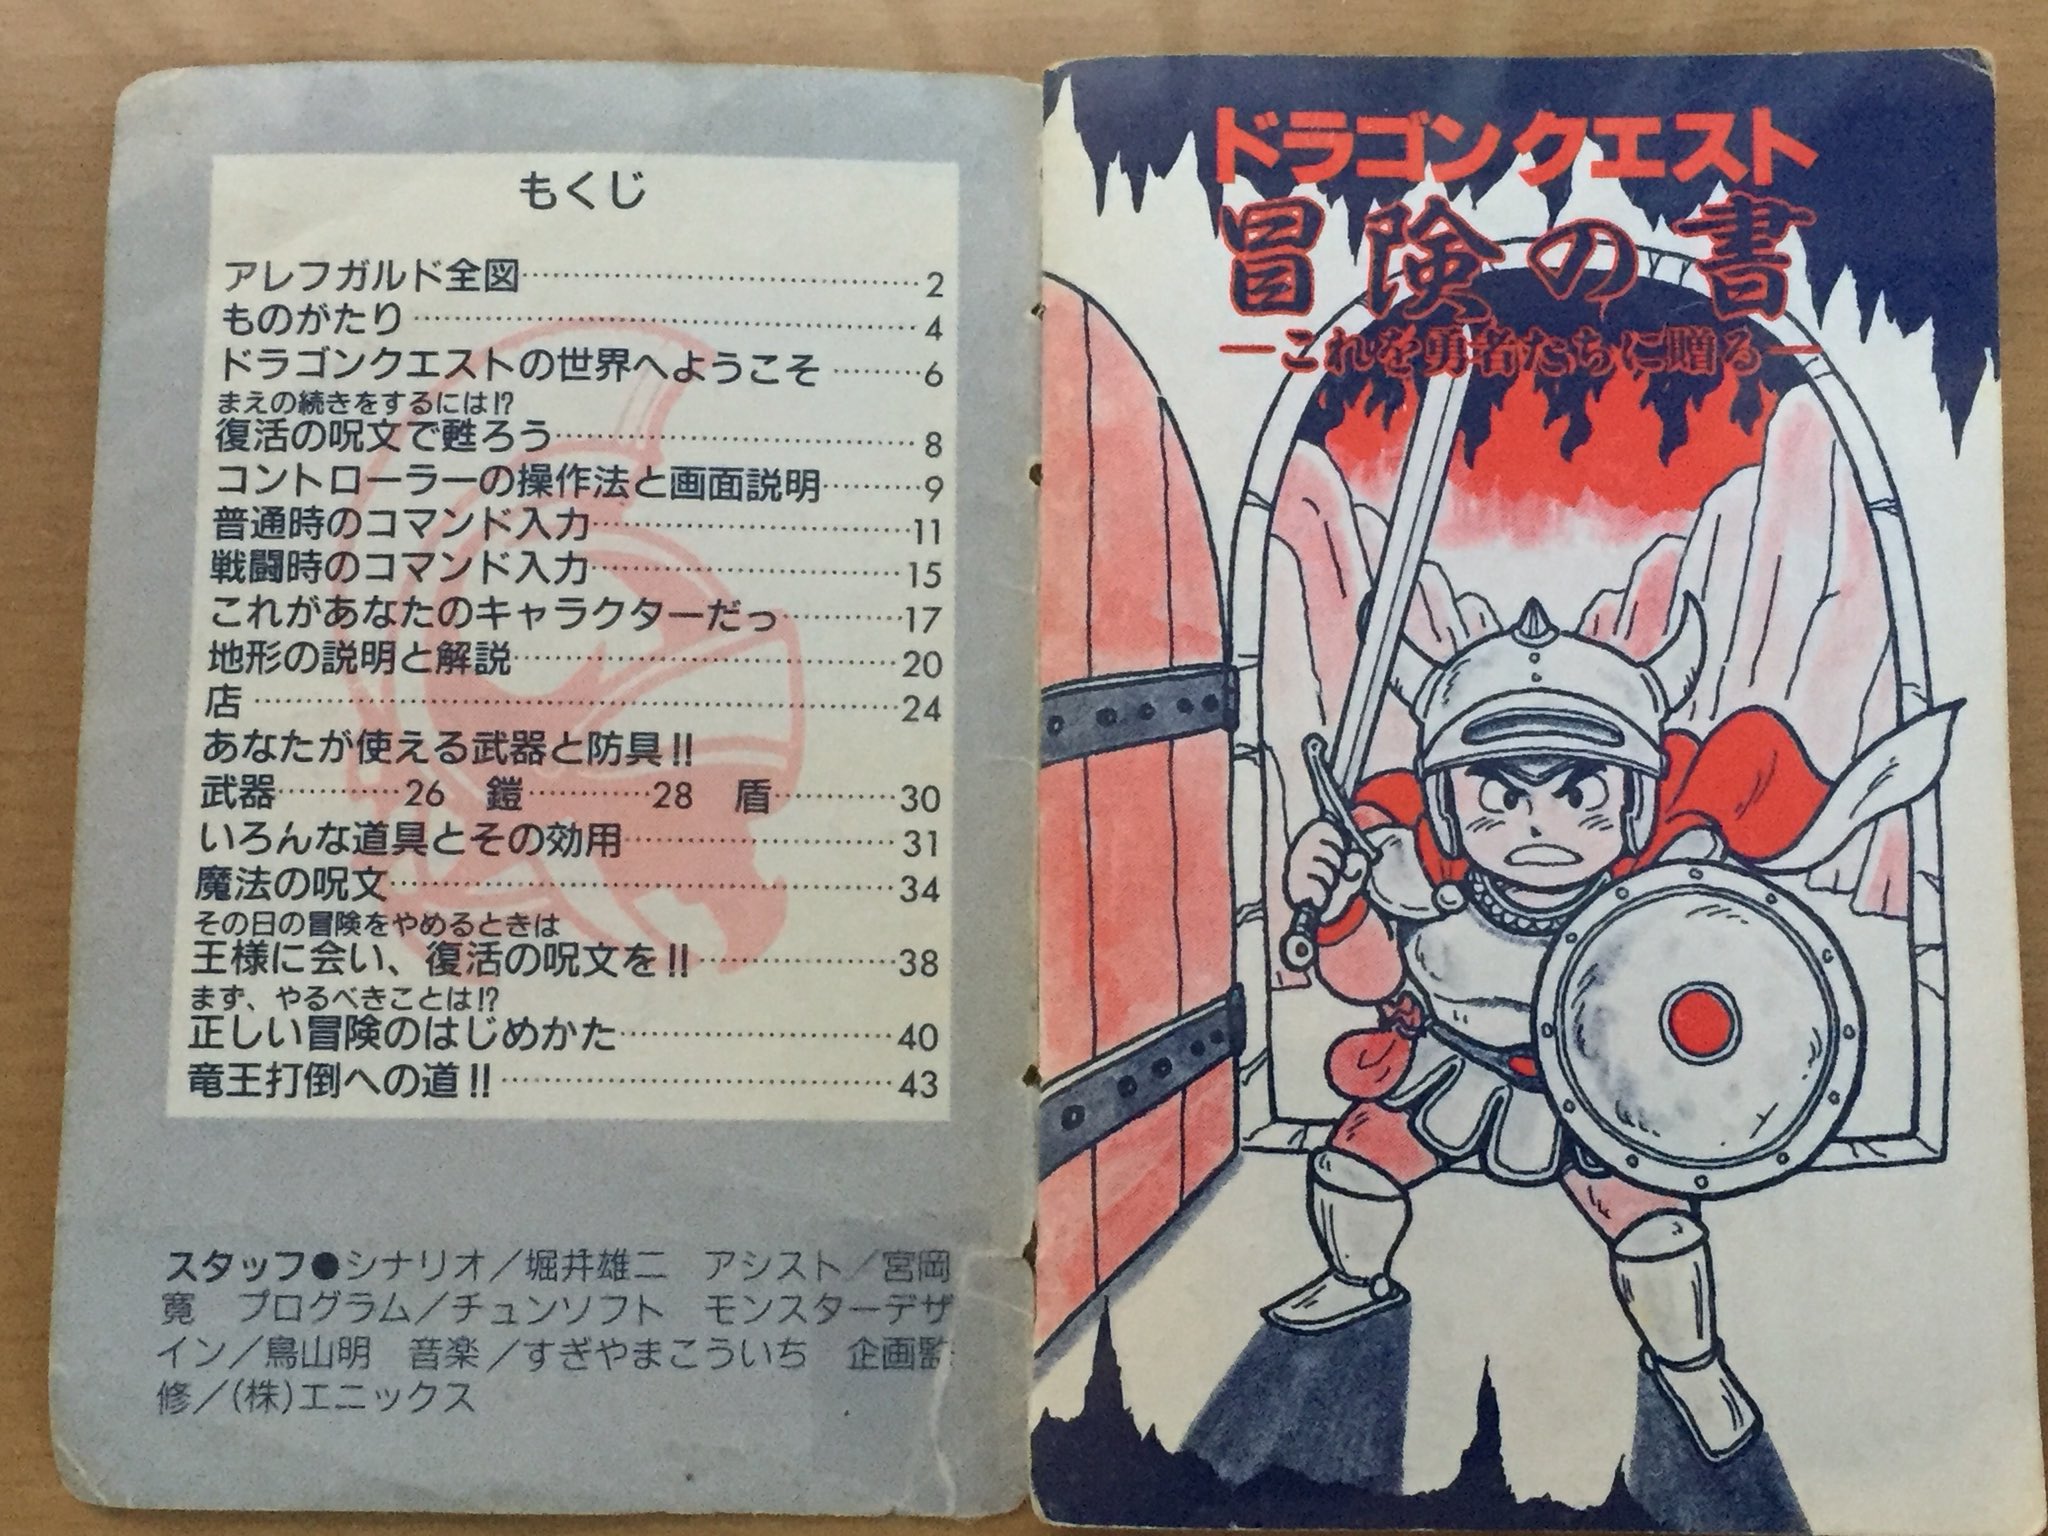 もくじ
アレフガルド全図……………………………2
ものがたり……………………………………4
ドラゴンクエストの世界へようこそ………6
まえの続きをするには!?
復活の呪文で甦ろう…………………………8
コントローラーの操作法と画面説明………9
普通時のコマンド入力………………………11
戦闘時のコマンド入力………………………15
これがあなたのキャラクターだっ…………17
地形の説明と解説……………………………20
店………………………………………………24
あなたが使える武器と防具!!
武器…………26 鎧…………28 盾…………30
いろんな道具とその効用……………………31
魔法の呪文……………………………………34
その日の冒険をやめるときは
王様に会い、復活の呪文を!!………………38
まず、やるべきことは!?
正しい冒険のはじめかた……………………40
竜王打倒への道!!……………………………43
スタッフ●シナリオ／堀井雄二 アシスト／宮岡
寛 プログラム／チュンソフト モンスターデザ
イン／鳥山明 音楽／すぎやまこういち 企画監
修／(株)エニックス
ドラゴンクエスト
冒険の書
—これを勇者たちに贈る—